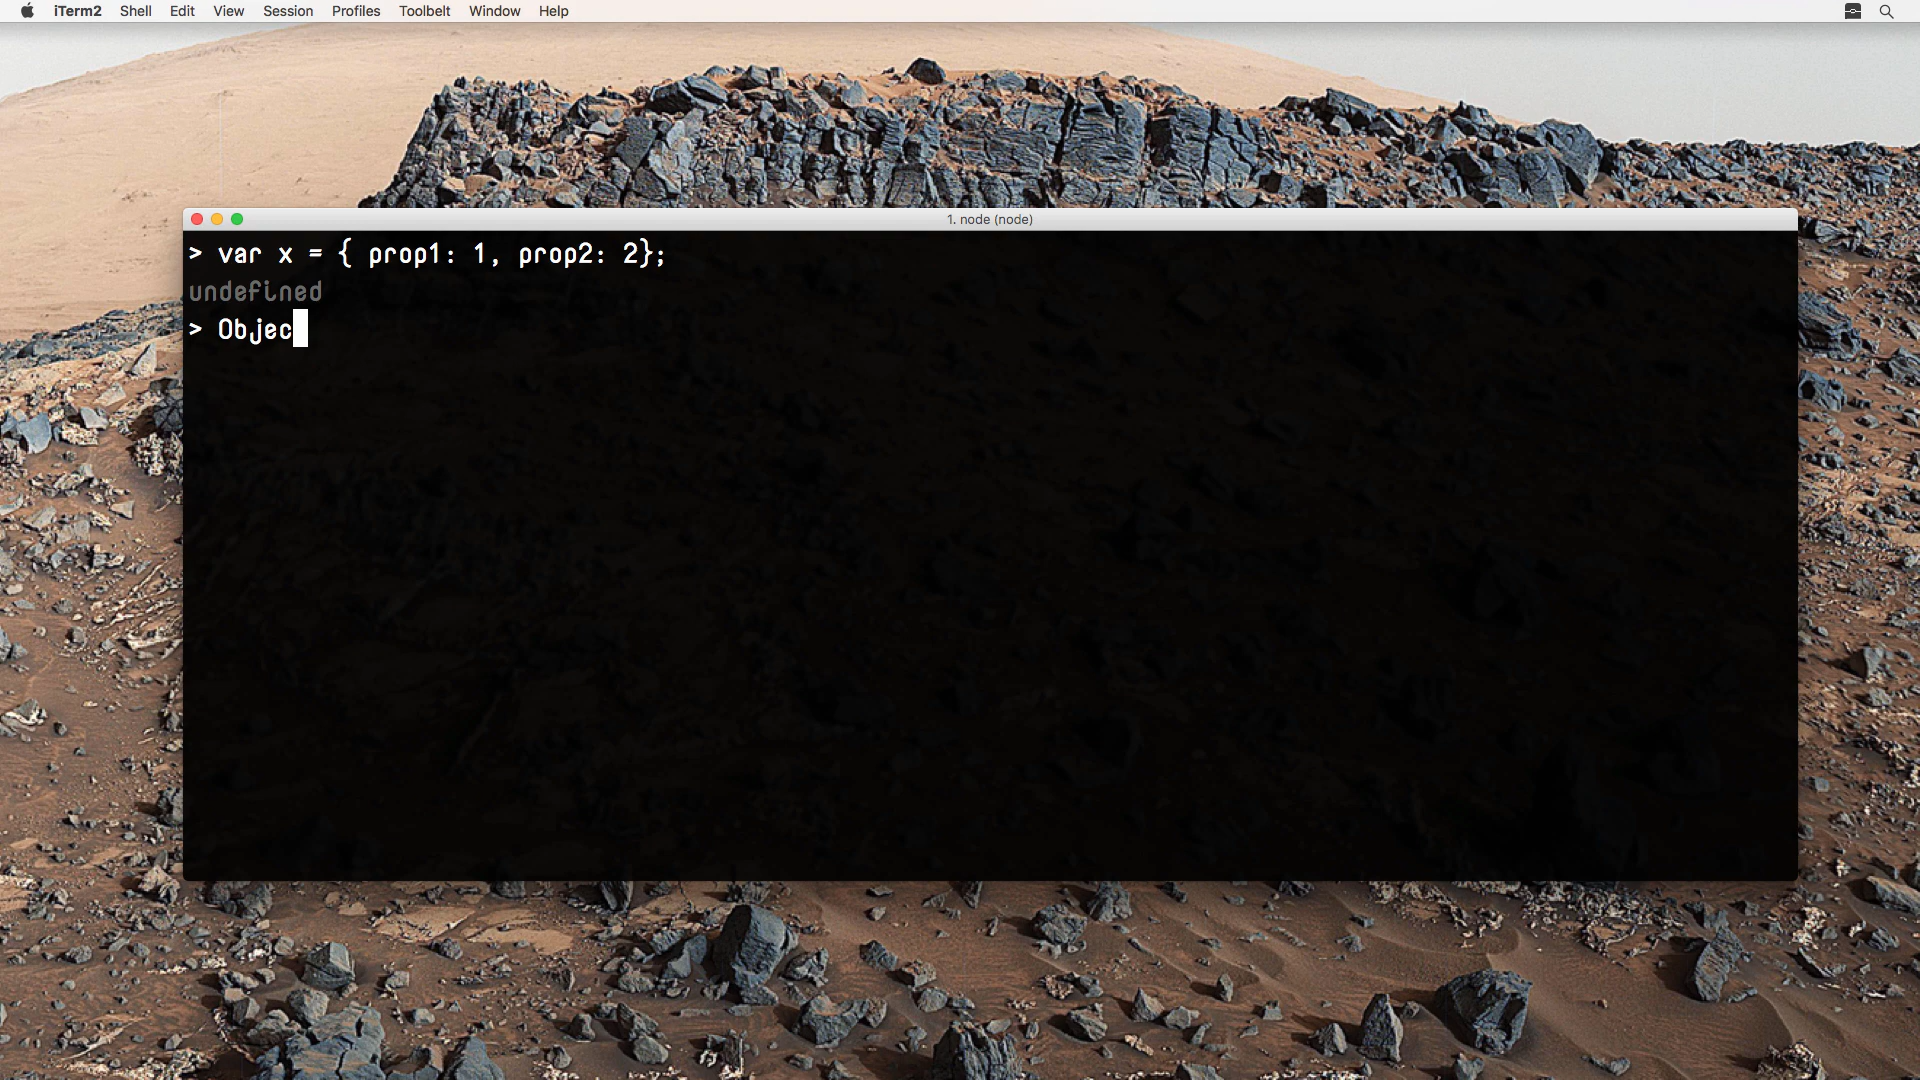 iTerm2 Shell Edit View Session Profiles Toolbelt Window Help
1. node (node)
> var x = { prop1: 1, prop2: 2};
undefined
> Objec